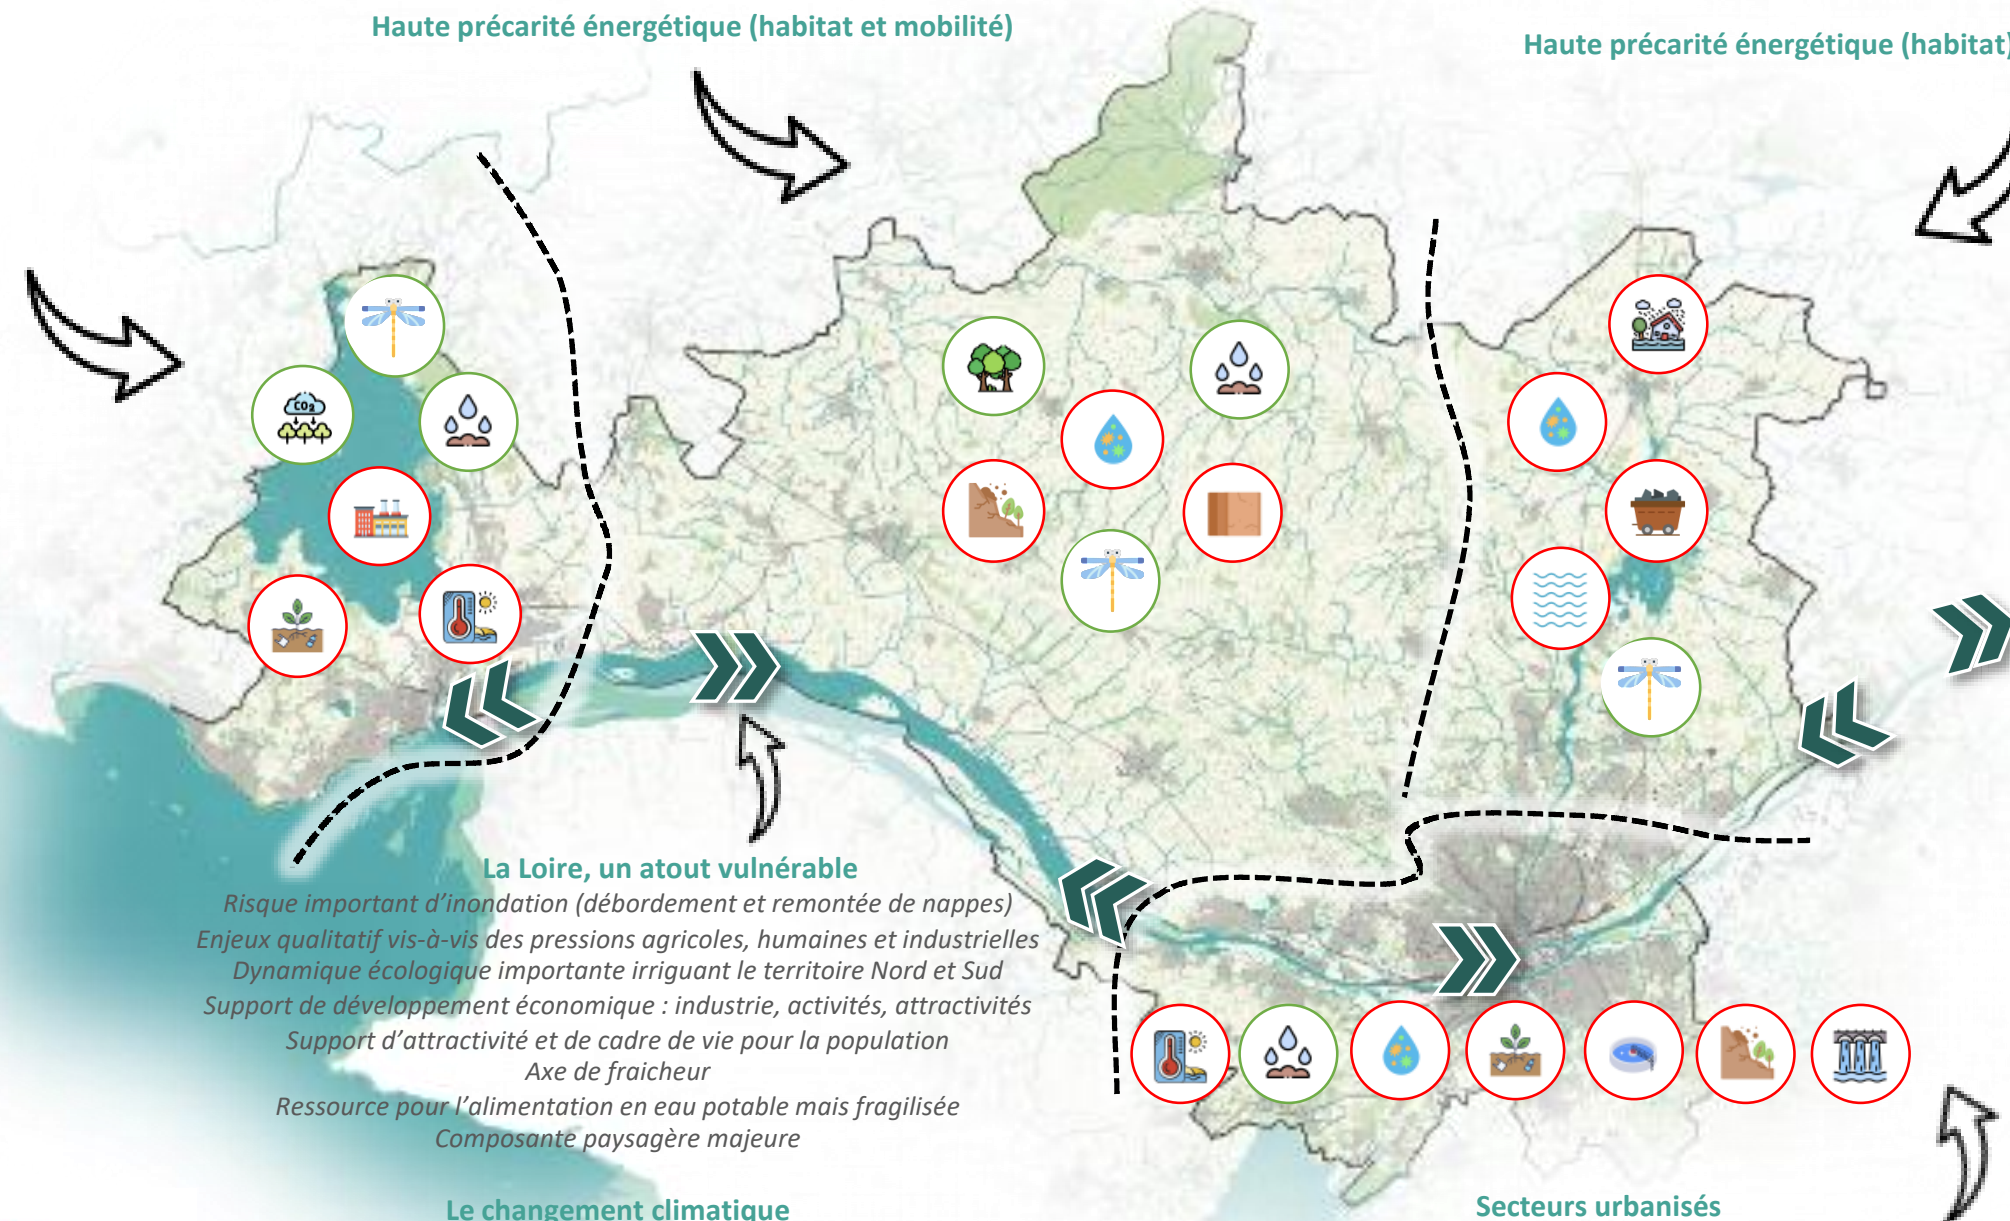 Haute précarité énergétique (habitat et mobilité)
Haute précarité énergétique (habitat)
CO2
La Loire, un atout vulnérable
Risque important d'inondation (débordement et remontée de nappes)
Enjeux qualitatif vis-à-vis des pressions agricoles, humaines et industrielles
Dynamique écologique importante irriguant le territoire Nord et Sud
Support de développement économique : industrie, activités, attractivités
Support d'attractivité et de cadre de vie pour la population
Axe de fraicheur
Ressource pour l'alimentation en eau potable mais fragilisée
Composante paysagère majeure
Le changement climatique
Secteurs urbanisés